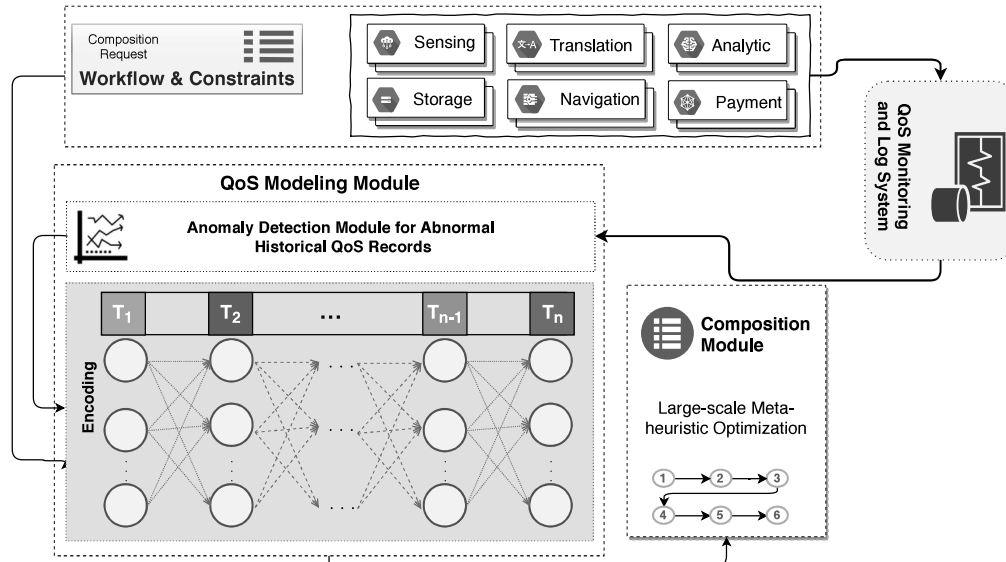 Composition
Request
Workflow & Constraints
Sensing
文→A
Translation
Analytic
Storage
Navigation
Payment
QoS Monitoring
and Log System
QoS Modeling Module
Anomaly Detection Module for Abnormal
Historical QoS Records
Encoding
T1
T2
...
Tn-1
Tn
Composition
Module
Large-scale Meta-
heuristic Optimization
1
2
3
4
5
6